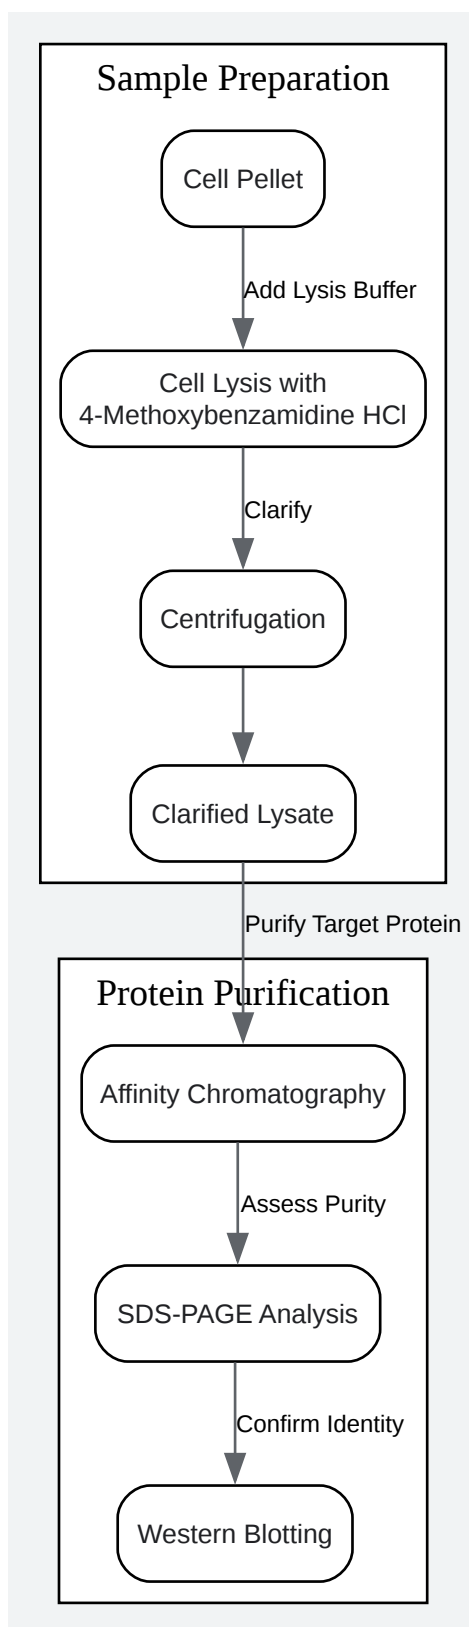 Sample Preparation
Cell Pellet
Add Lysis Buffer
Cell Lysis with
4-Methoxybenzamidine HCl
Clarify
Centrifugation
Clarified Lysate
Purify Target Protein
Protein Purification
Affinity Chromatography
Assess Purity
SDS-PAGE Analysis
Confirm Identity
Western Blotting